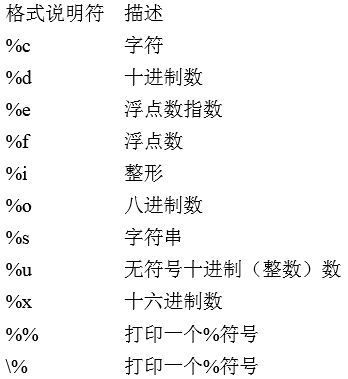 格式说明符 描述
%c 字符
%d 十进制数
%e 浮点数指数
%f 浮点数
%i 整形
%o 八进制数
%s 字符串
%u 无符号十进制（整数）数
%x 十六进制数
%% 打印一个%符号
\% 打印一个%符号